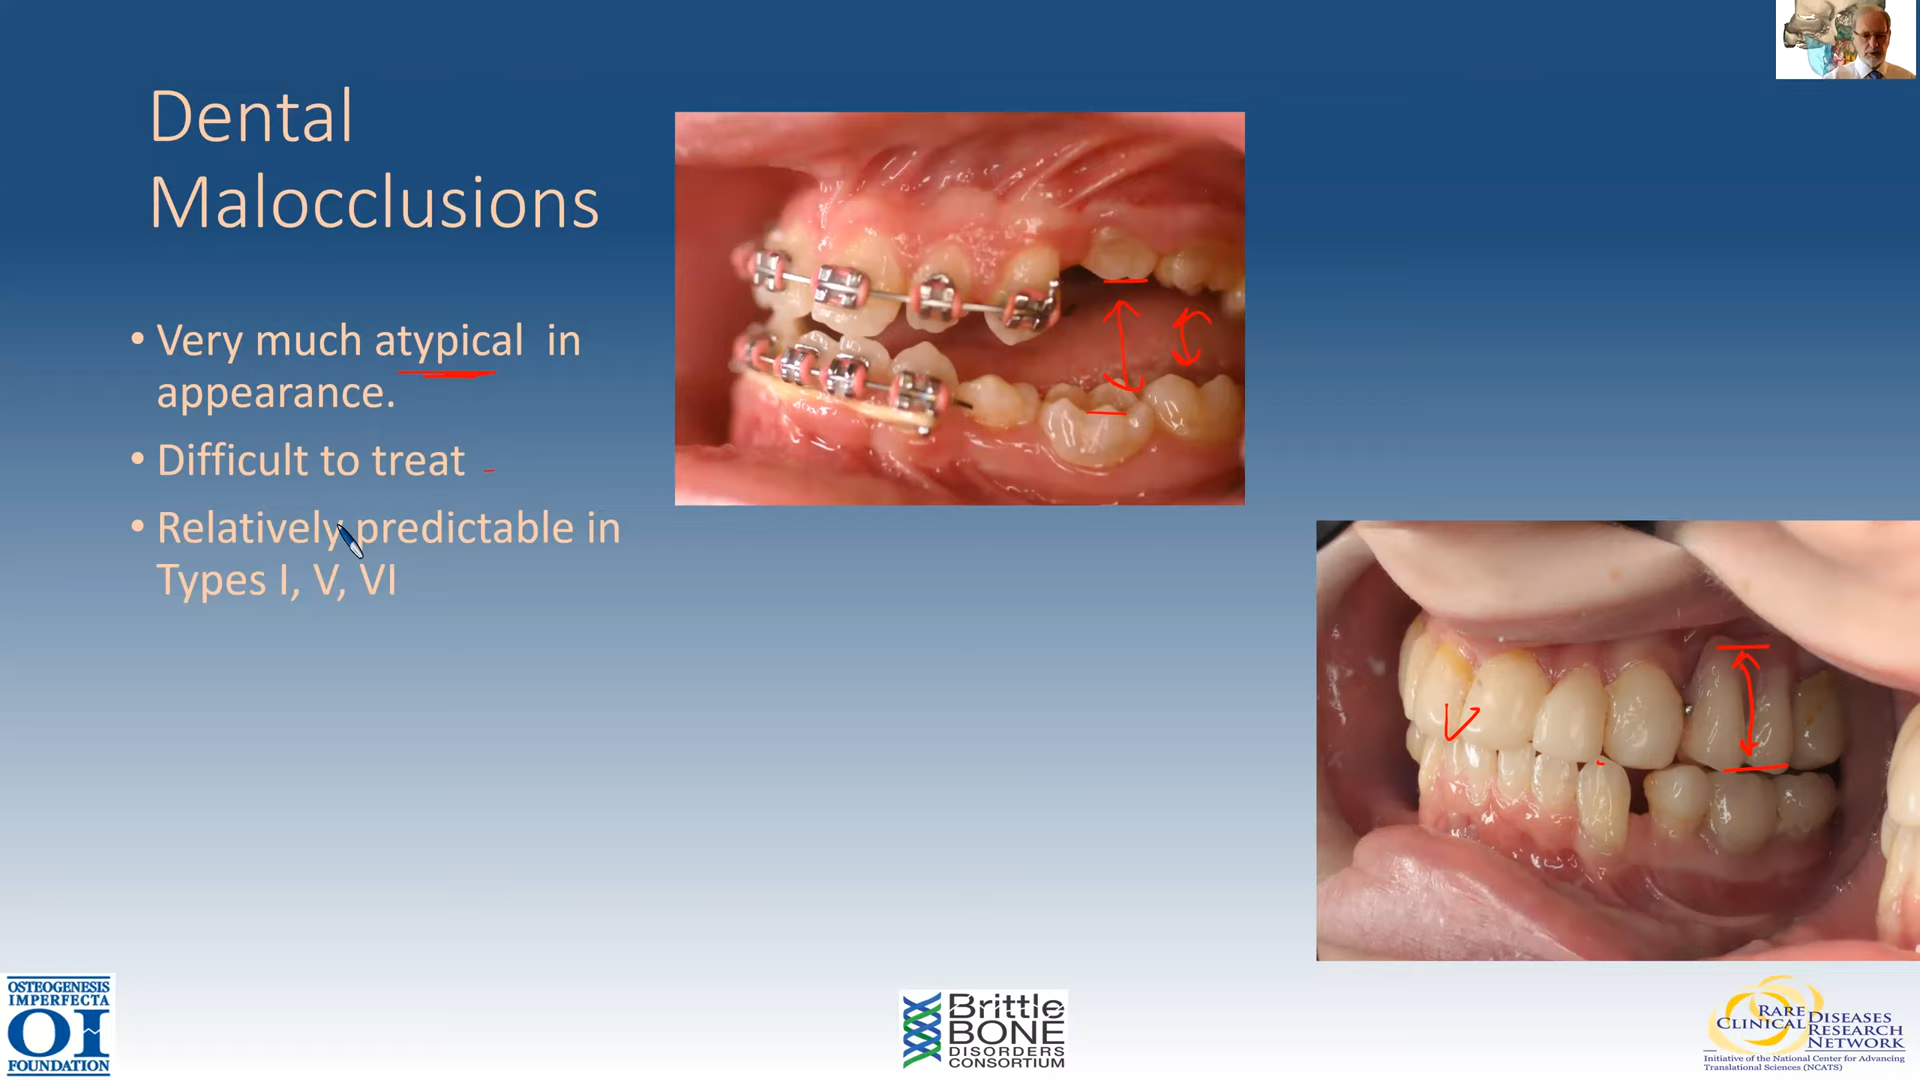 Dental
Malocclusions
• Very much atypical in
appearance.
• Difficult to treat
• Relatively predictable in
Types I, V, VI
OSTEOGENESIS
IMPERFECTA
OI
FOUNDATION
Brittle
BONE
DISORDERS
CONSORTIUM
RARE DISEASES
CLINICAL RESEARCH
NETWORK
Initiative of the National Center for Advancing
Translational Sciences (NCATS)